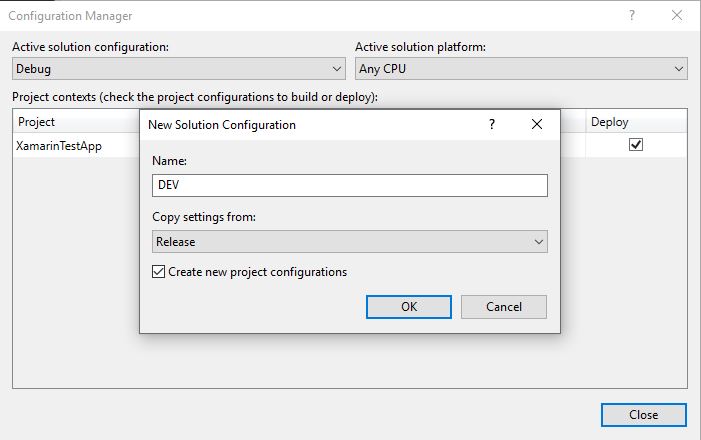 Configuration Manager
Active solution configuration: Active solution platform:
Debug Any CPU
Project contexts (check the project configurations to build or deploy):
Project Deploy
XamarinTestApp
New Solution Configuration
Name:
DEV
Copy settings from:
Release
Create new project configurations
OK Cancel
Close